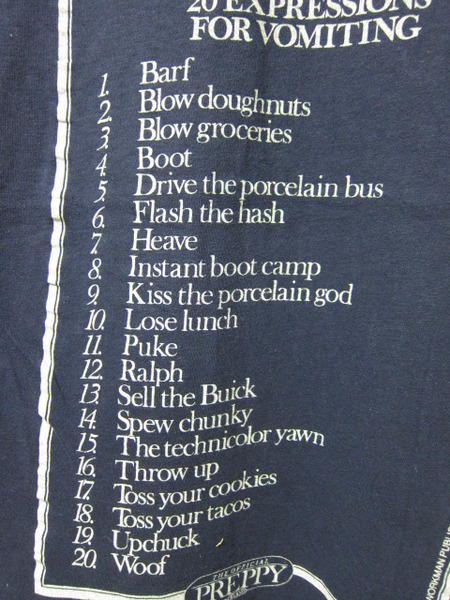 20 EXPRESSIONS
FOR VOMITING
1. Barf
2. Blow doughnuts
3. Blow groceries
4. Boot
5. Drive the porcelain bus
6. Flash the hash
7. Heave
8. Instant boot camp
9. Kiss the porcelain god
10. Lose lunch
11. Puke
12. Ralph
13. Sell the Buick
14. Spew chunky
15. The technicolor yawn
16. Throw up
17. Toss your cookies
18. Toss your tacos
19. Upchuck
20. Woof
THE OFFICIAL
PREPPY
WORKMAN PUBLIS